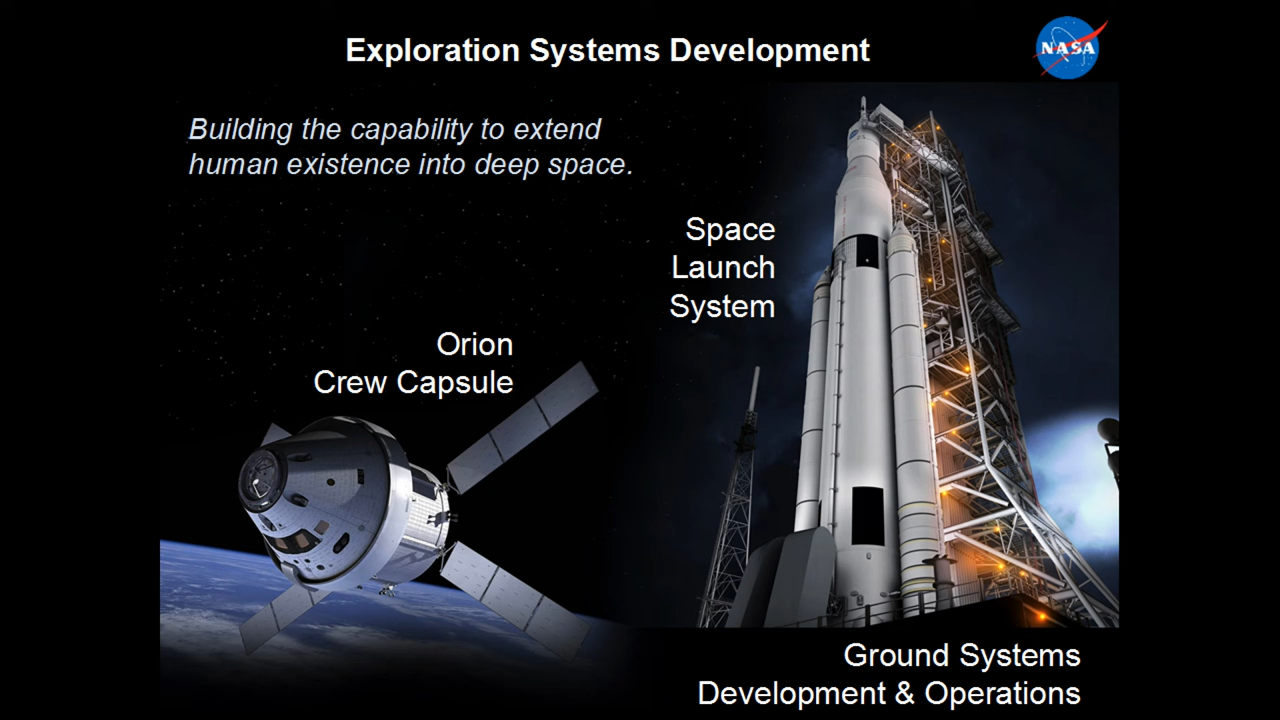 Exploration Systems Development
NASA
Building the capability to extend
human existence into deep space.
Space
Launch
System
Orion
Crew Capsule
Ground Systems
Development & Operations